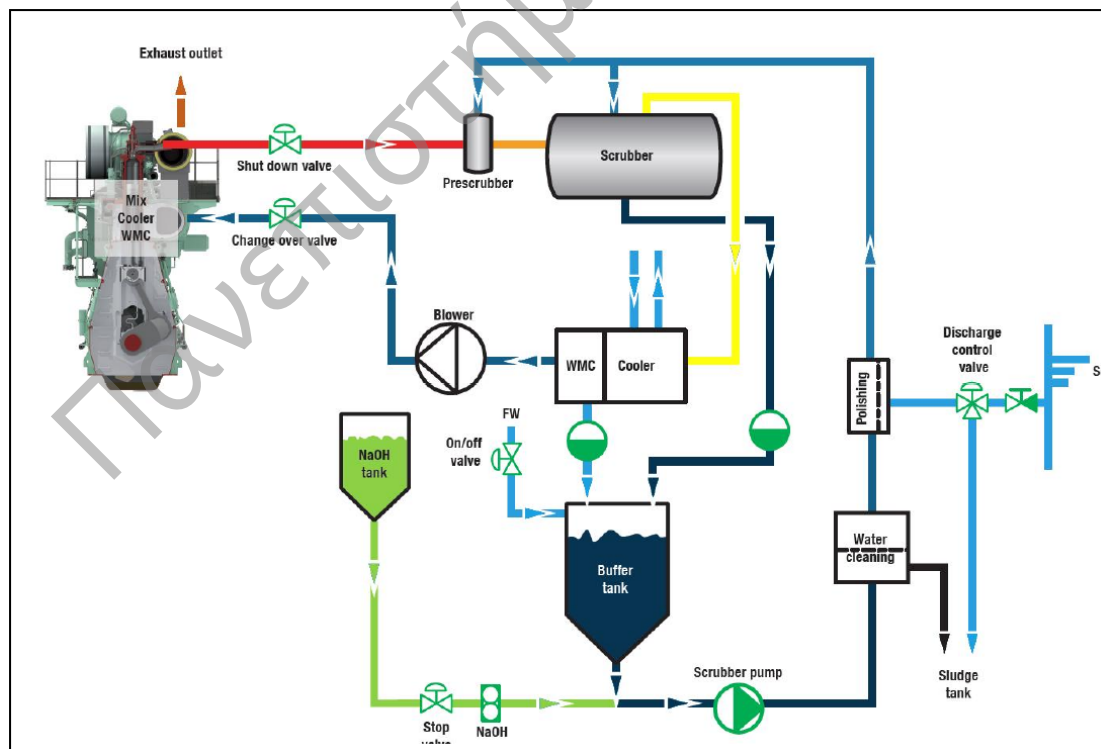 Πανεπιστήμ
Exhaust outlet
Shut down valve
Prescrubber
Scrubber
Mix
Cooler
WMC
Change over valve
Blower
WMC
Cooler
Discharge
control
valve
S
Polishing
FW
On/off
valve
NaOH
tank
Water
cleaning
Buffer
tank
Scrubber pump
Sludge
tank
Stop
valve
NaOH